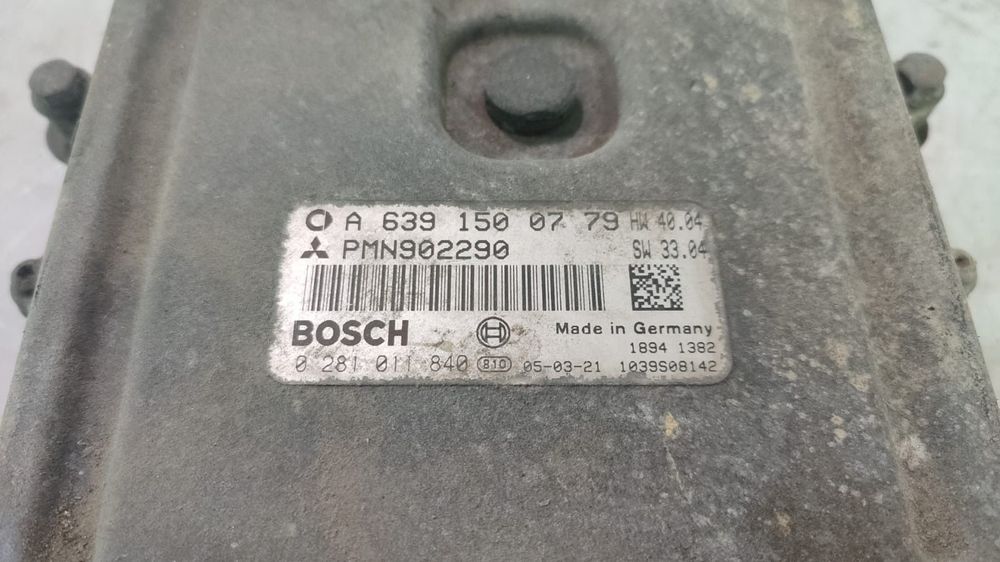 A 639 150 07 79 HW 40.04
PMN902290 SW 33.04
BOSCH Made in Germany
1894 1382
0 281 011 840 810 05-03-21 1039S08142